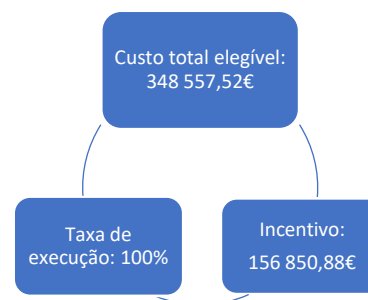 Custo total elegível:
348 557,52€
Taxa de
execução: 100%
Incentivo:
156 850,88€